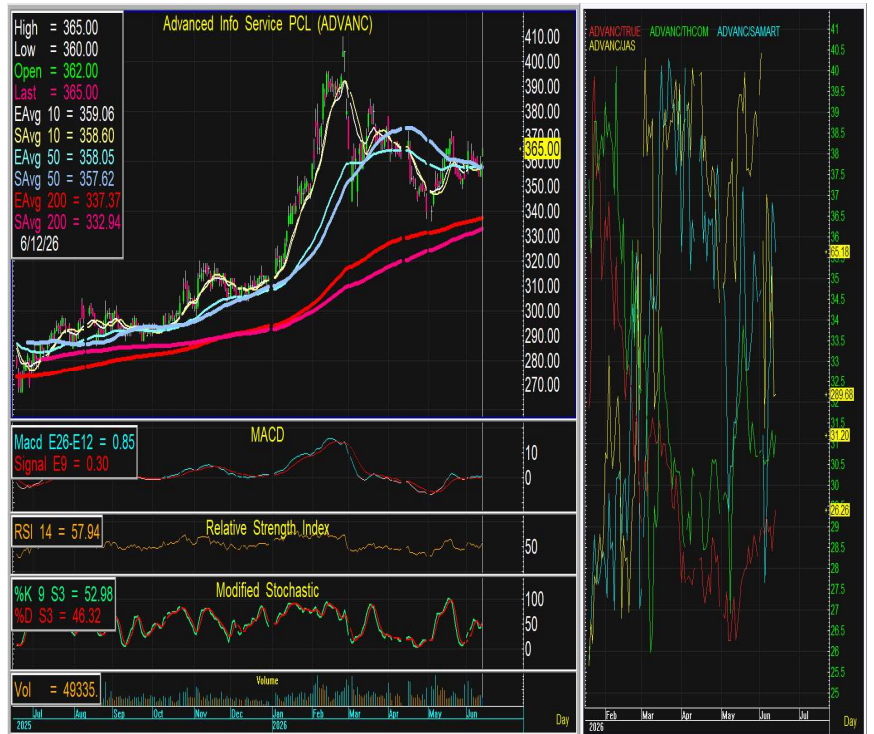 Advanced Info Service PCL (ADVANC)
High = 365.00
Low = 360.00
Open = 362.00
Last = 365.00
EAvg 10 = 359.06
SAvg 10 = 358.60
EAvg 50 = 358.05
SAvg 50 = 357.62
EAvg 200 = 337.37
SAvg 200 = 332.94
6/12/26
410.00
400.00
390.00
380.00
370.00
365.00
360.00
350.00
340.00
330.00
320.00
310.00
300.00
290.00
280.00
270.00
MACD
Macd E26-E12 = 0.85
Signal E9 = 0.30
10
0
Relative Strength Index
RSI 14 = 57.94
50
Modified Stochastic
%K 9 S3 = 52.98
%D S3 = 46.32
100
50
0
Volume
Vol = 49335.
Jul Aug Sep Oct Nov Dec Jan Feb Mar Apr May Jun
2025 2026
Day
ADVANC/TRUE ADVANC/THCOM ADVANC/SAMART
ADVANC/JAS
41
40.5
40
39.5
39
38.5
38
37.5
37
36.5
36
65.18
35
34.5
34
33.5
33
32.5
289.68
31.5
31.20
30.5
30
29.5
26.26
29
28.5
28
27.5
27
26.5
26
25.5
25
Feb Mar Apr May Jun Jul
2026
Day